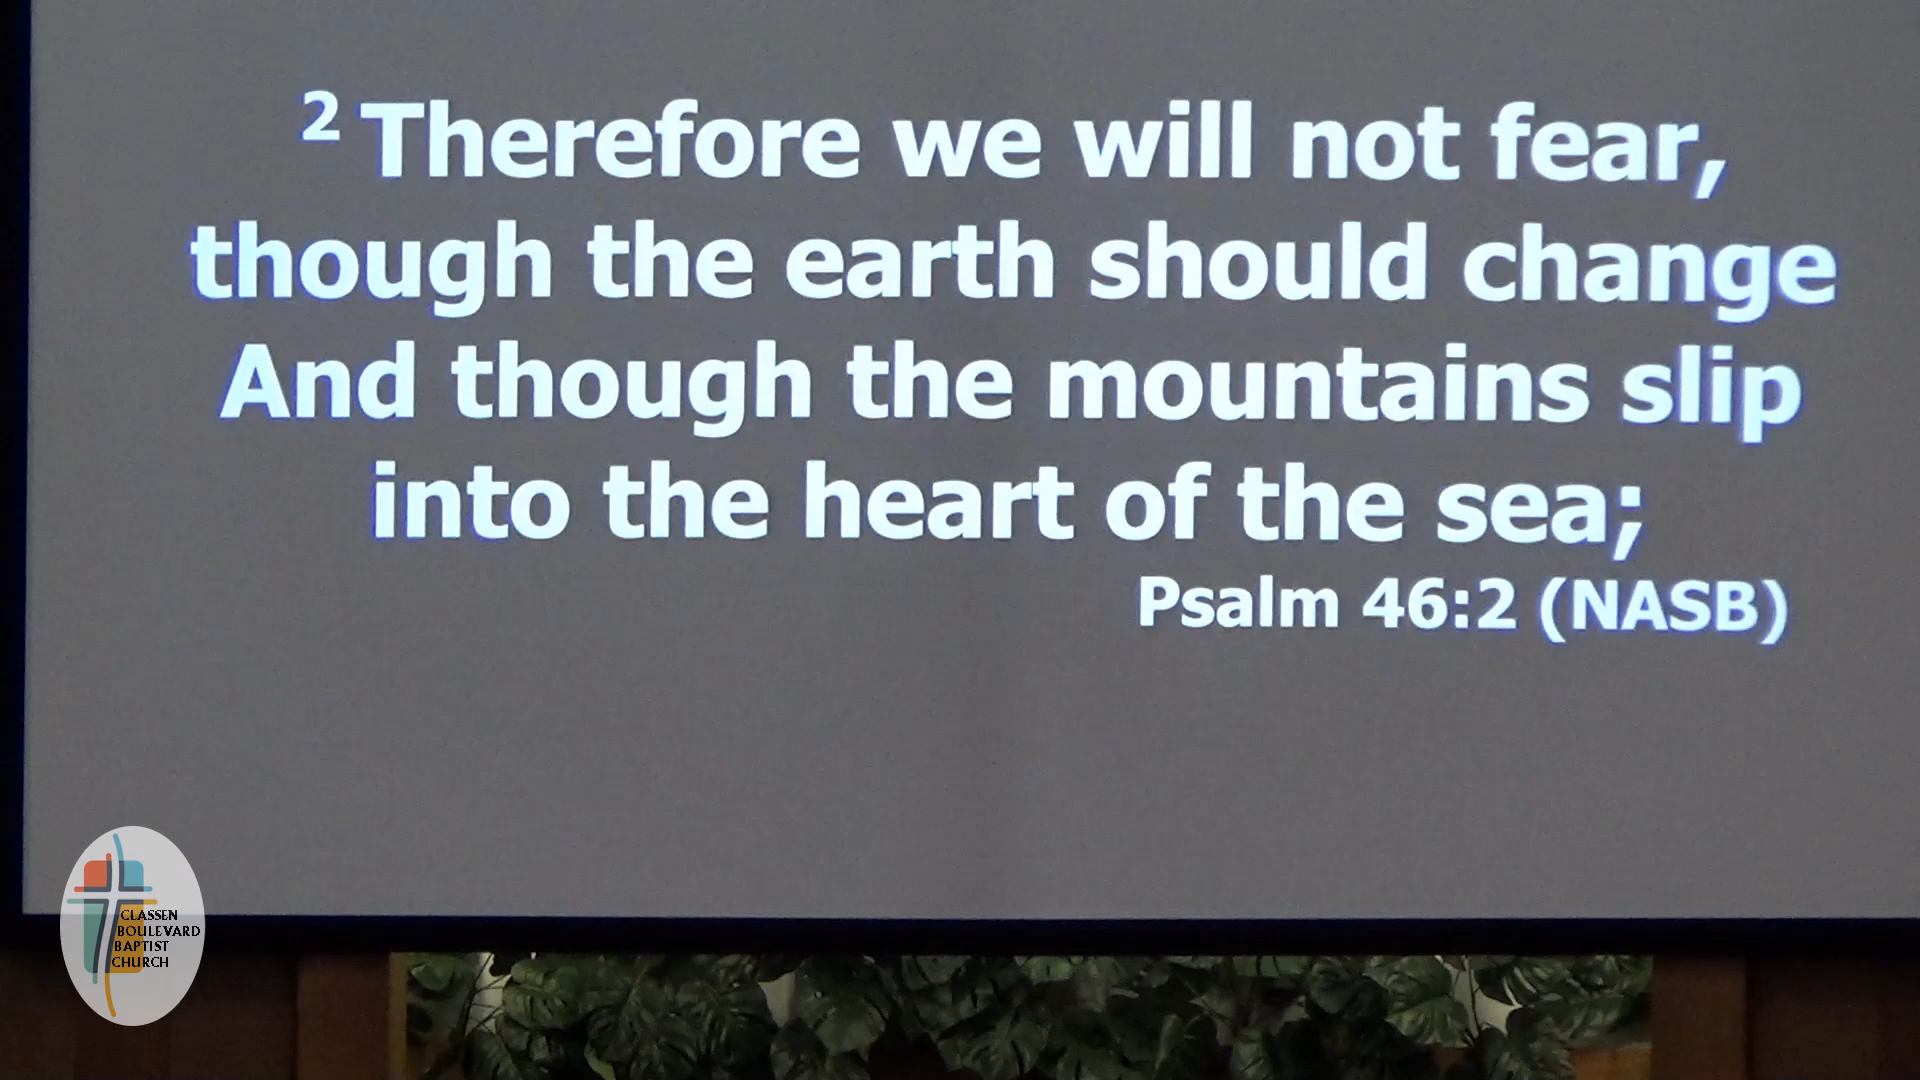 2 Therefore we will not fear,
though the earth should change
And though the mountains slip
into the heart of the sea;
Psalm 46:2 (NASB)
CLASSEN
BOULEVARD
BAPTIST
CHURCH